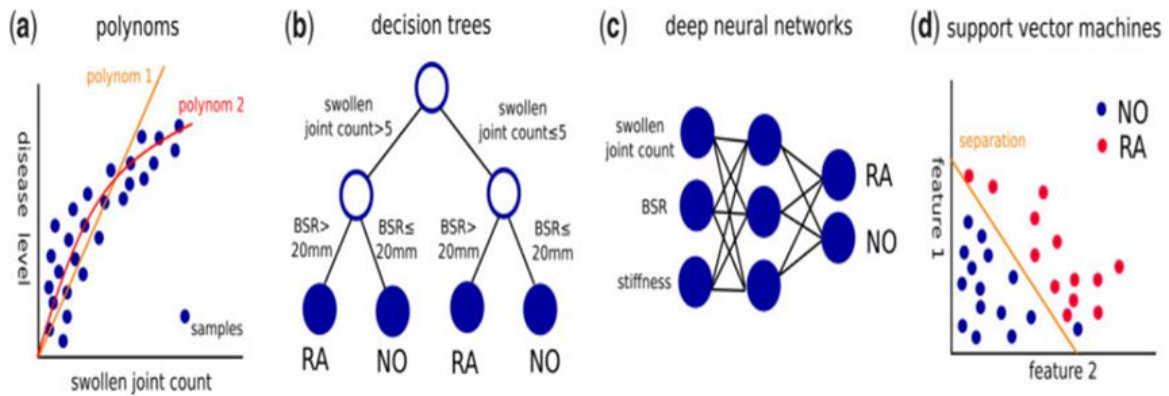 (a) polynoms
polynom 1
polynom 2
disease level
samples
swollen joint count
(b) decision trees
swollen
joint count>5
swollen
joint count≤5
BSR>
20mm
BSR≤
20mm
BSR>
20mm
BSR≤
20mm
RA
NO
RA
NO
(c) deep neural networks
swollen
joint count
BSR
stiffness
RA
NO
(d) support vector machines
NO
RA
separation
feature 1
feature 2